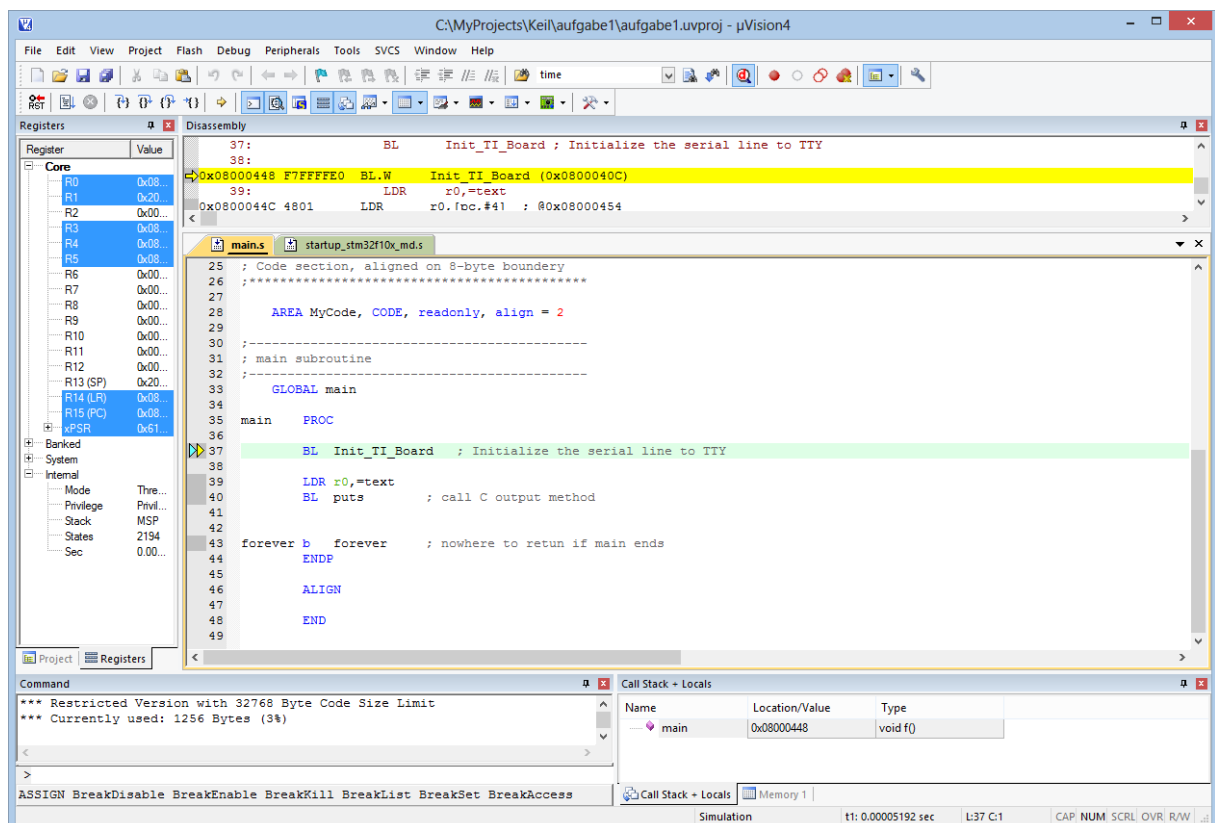 C:\MyProjects\Keil\aufgabe1\aufgabe1.uvproj - µVision4
File Edit View Project Flash Debug Peripherals Tools SVCS Window Help
time
RST
Registers
Register Value
Core
R0 0x08...
R1 0x20...
R2 0x00...
R3 0x08...
R4 0x08...
R5 0x08...
R6 0x00...
R7 0x00...
R8 0x00...
R9 0x00...
R10 0x00...
R11 0x00...
R12 0x00...
R13 (SP) 0x20...
R14 (LR) 0x08...
R15 (PC) 0x08...
xPSR 0x61...
Banked
System
Internal
Mode Thre...
Privilege Privil...
Stack MSP
States 2194
Sec 0.00...
Project Registers
Disassembly
37: BL Init_TI_Board ; Initialize the serial line to TTY
38:
0x08000448 F7FFFFE0 BL.W Init_TI_Board (0x0800040C)
39: LDR r0,=text
0x0800044C 4801 LDR r0,[pc,#4] ; @0x08000454
main.s startup_stm32f10x_md.s
25 ; Code section, aligned on 8-byte boundery
26 ;********************************************
27
28 AREA MyCode, CODE, readonly, align = 2
29
30 ;--------------------------------------------
31 ; main subroutine
32 ;--------------------------------------------
33 GLOBAL main
34
35 main PROC
36
37 BL Init_TI_Board ; Initialize the serial line to TTY
38
39 LDR r0,=text
40 BL puts ; call C output method
41
42
43 forever b forever ; nowhere to retun if main ends
44 ENDP
45
46 ALIGN
47
48 END
49
Command
*** Restricted Version with 32768 Byte Code Size Limit
*** Currently used: 1256 Bytes (3%)
>
ASSIGN BreakDisable BreakEnable BreakKill BreakList BreakSet BreakAccess
Call Stack + Locals
Name Location/Value Type
main 0x08000448 void f()
Call Stack + Locals Memory 1
Simulation t1: 0.00005192 sec L:37 C:1 CAP NUM SCRL OVR R/W